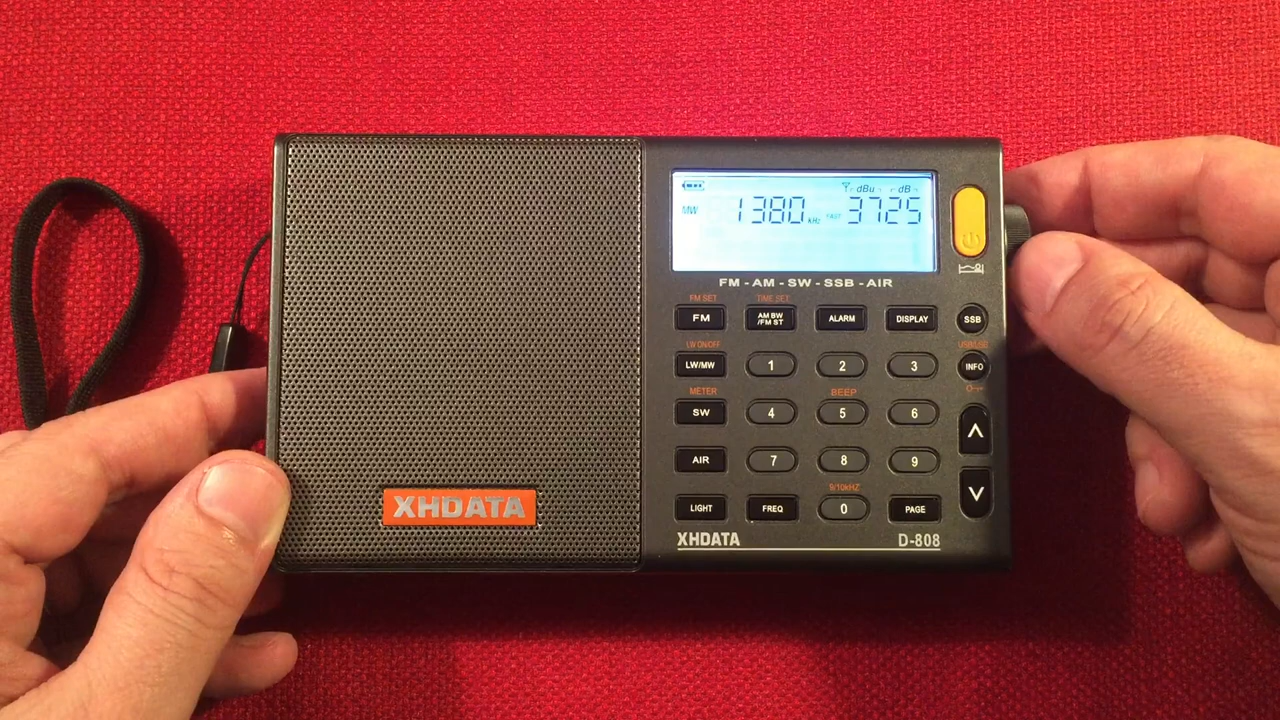 dBu dB
MW 1380 kHz FAST 3725
FM - AM - SW - SSB - AIR
FM SET TIME SET
FM AM BW /FM ST ALARM DISPLAY SSB
LW ON/OFF
LW/MW 1 2 3 INFO
METER BEEP
SW 4 5 6
AIR 7 8 9
9/10kHZ
LIGHT FREQ 0 PAGE
XHDATA
XHDATA D-808